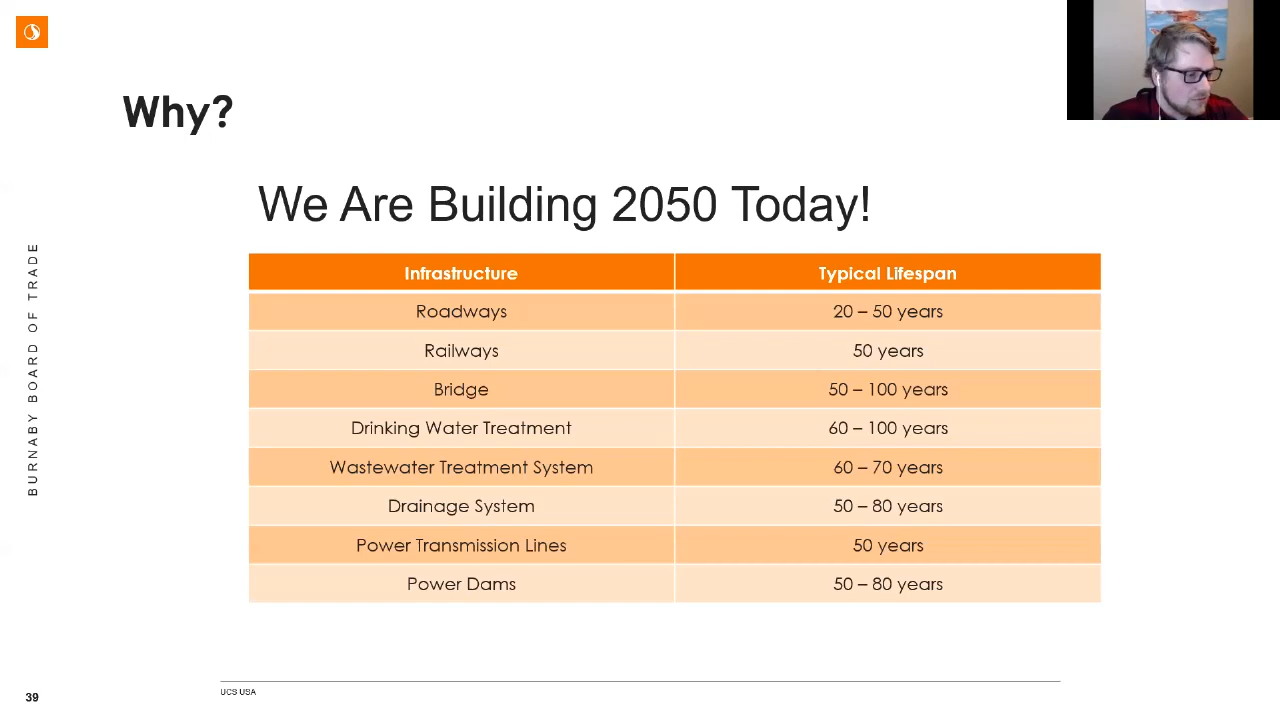 Why?
We Are Building 2050 Today!
BURNABY BOARD OF TRADE
Infrastructure Typical Lifespan
Roadways 20 – 50 years
Railways 50 years
Bridge 50 – 100 years
Drinking Water Treatment 60 – 100 years
Wastewater Treatment System 60 – 70 years
Drainage System 50 – 80 years
Power Transmission Lines 50 years
Power Dams 50 – 80 years
39
UCS USA